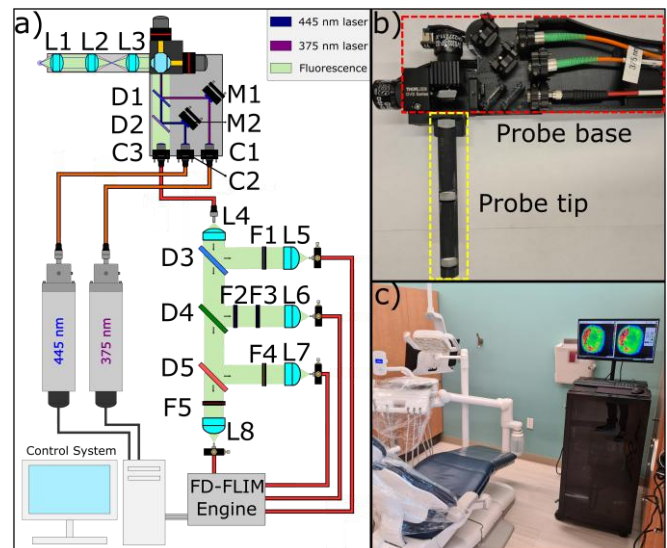 a)
L1 L2 L3
445 nm laser
375 nm laser
Fluorescence
D1
M1
D2
M2
C3
C1
C2
L4
D3
F1 L5
D4
F2 F3 L6
D5
F4 L7
F5
L8
445 nm
375 nm
Control System
FD-FLIM
Engine
b)
THORLABS
Probe base
Probe tip
c)